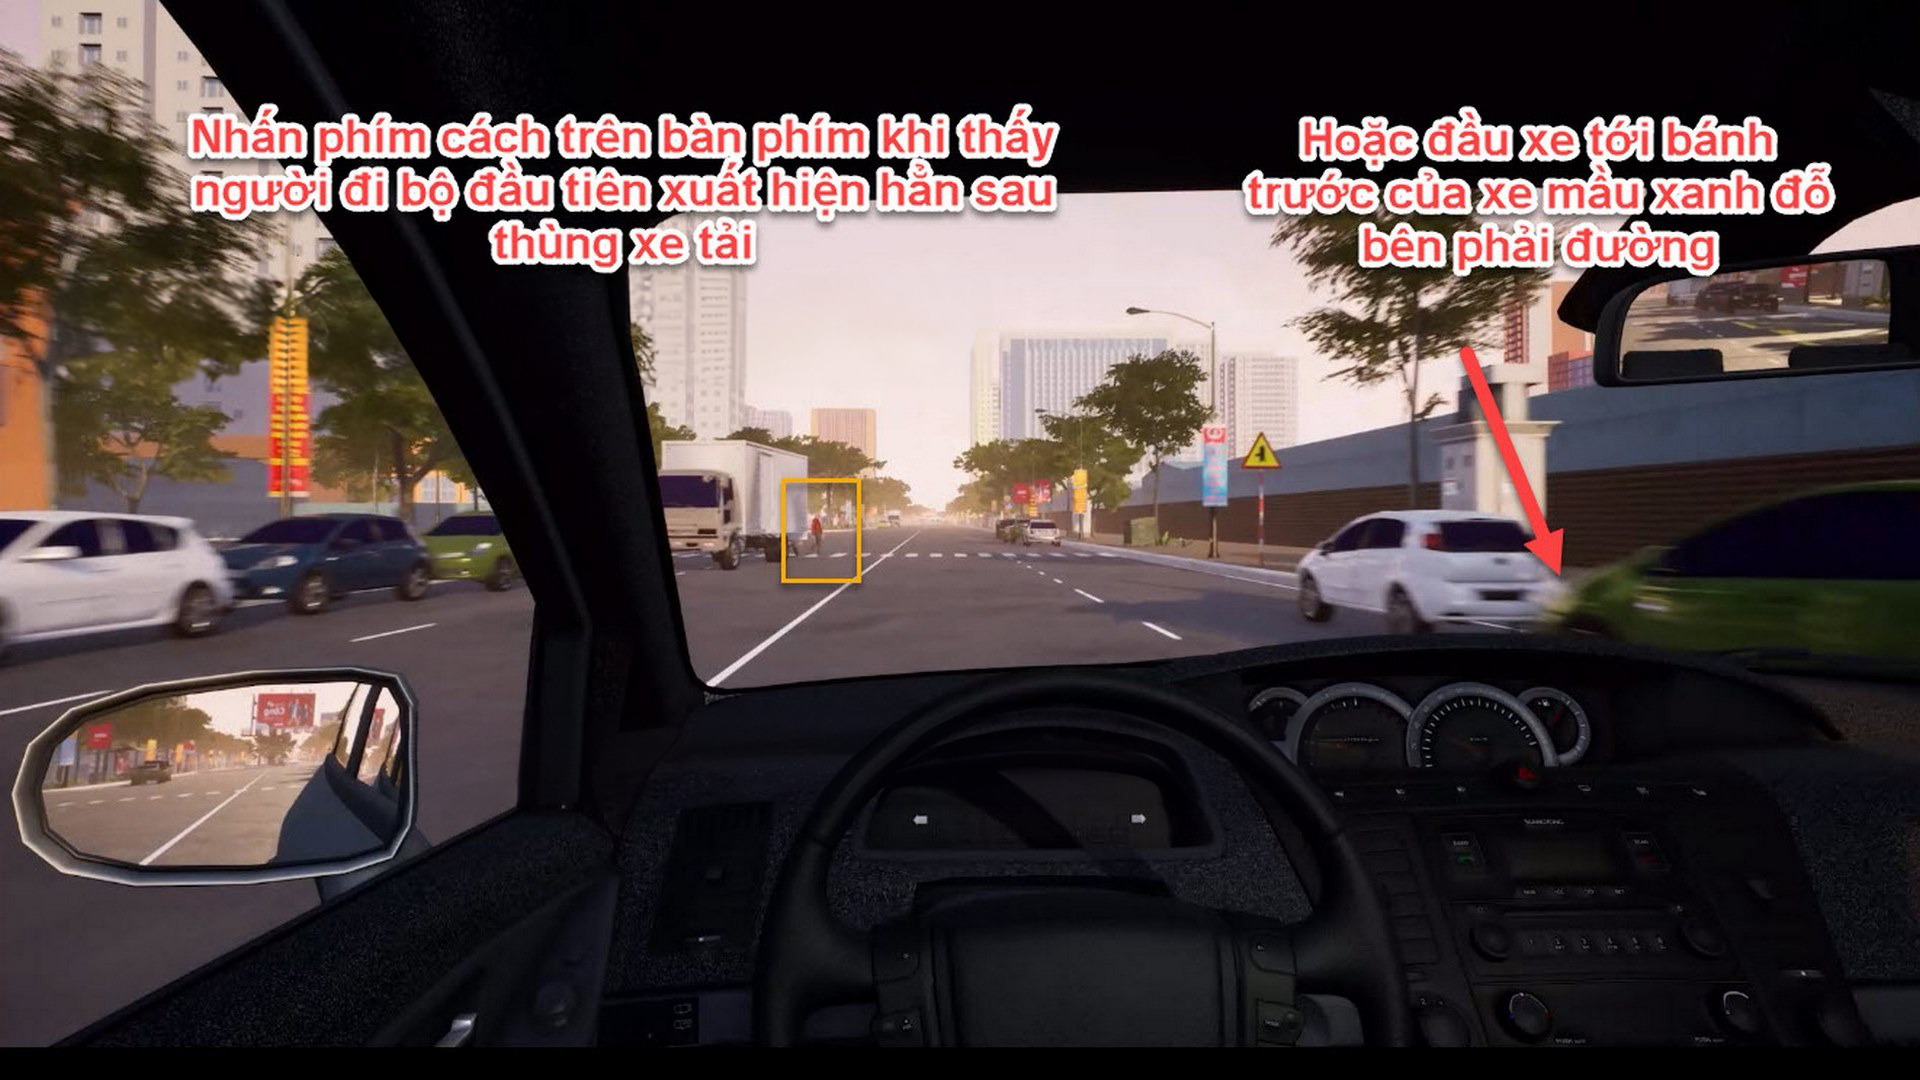 Nhấn phím cách trên bàn phím khi thấy
người đi bộ đầu tiên xuất hiện hẳn sau
thùng xe tải
Hoặc đầu xe tới bánh
trước của xe mầu xanh đỗ
bên phải đường